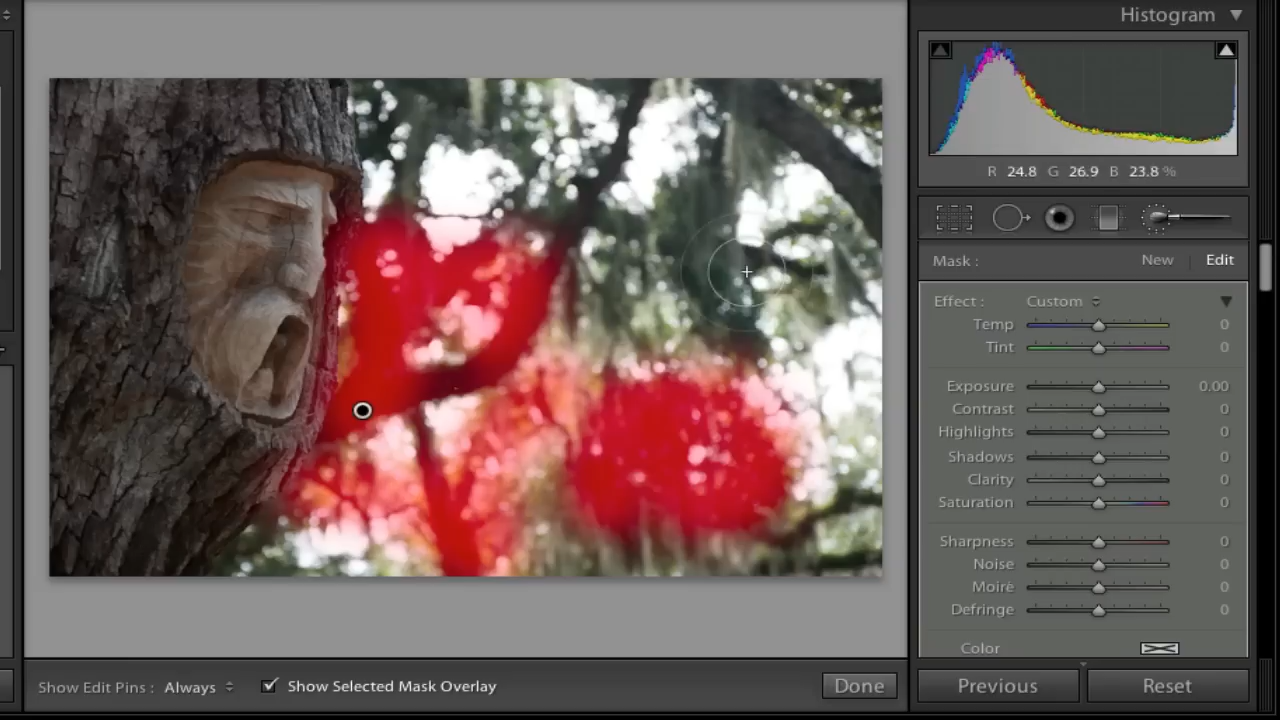 Histogram
R 24.8 G 26.9 B 23.8 %
Mask : New Edit
Effect : Custom
Temp 0
Tint 0
Exposure 0.00
Contrast 0
Highlights 0
Shadows 0
Clarity 0
Saturation 0
Sharpness 0
Noise 0
Moiré 0
Defringe 0
Color
Show Edit Pins : Always Show Selected Mask Overlay Done
Previous Reset